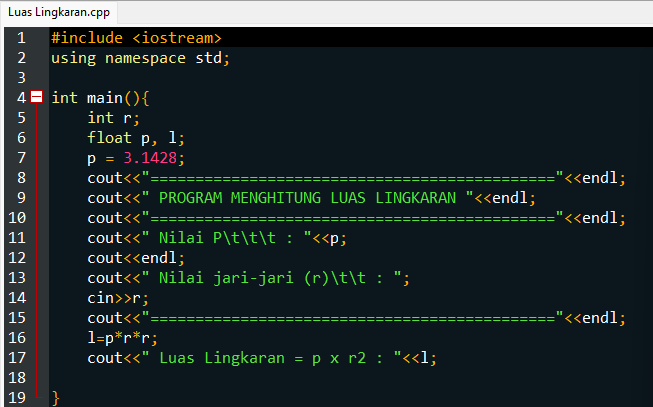 Luas Lingkaran.cpp
1 #include <iostream>
2 using namespace std;
3
4 int main(){
5 int r;
6 float p, l;
7 p = 3.1428;
8 cout<<"============================================="<<endl;
9 cout<<" PROGRAM MENGHITUNG LUAS LINGKARAN "<<endl;
10 cout<<"============================================="<<endl;
11 cout<<" Nilai P\t\t\t : "<<p;
12 cout<<endl;
13 cout<<" Nilai jari-jari (r)\t\t : ";
14 cin>>r;
15 cout<<"============================================="<<endl;
16 l=p*r*r;
17 cout<<" Luas Lingkaran = p x r2 : "<<l;
18
19 }